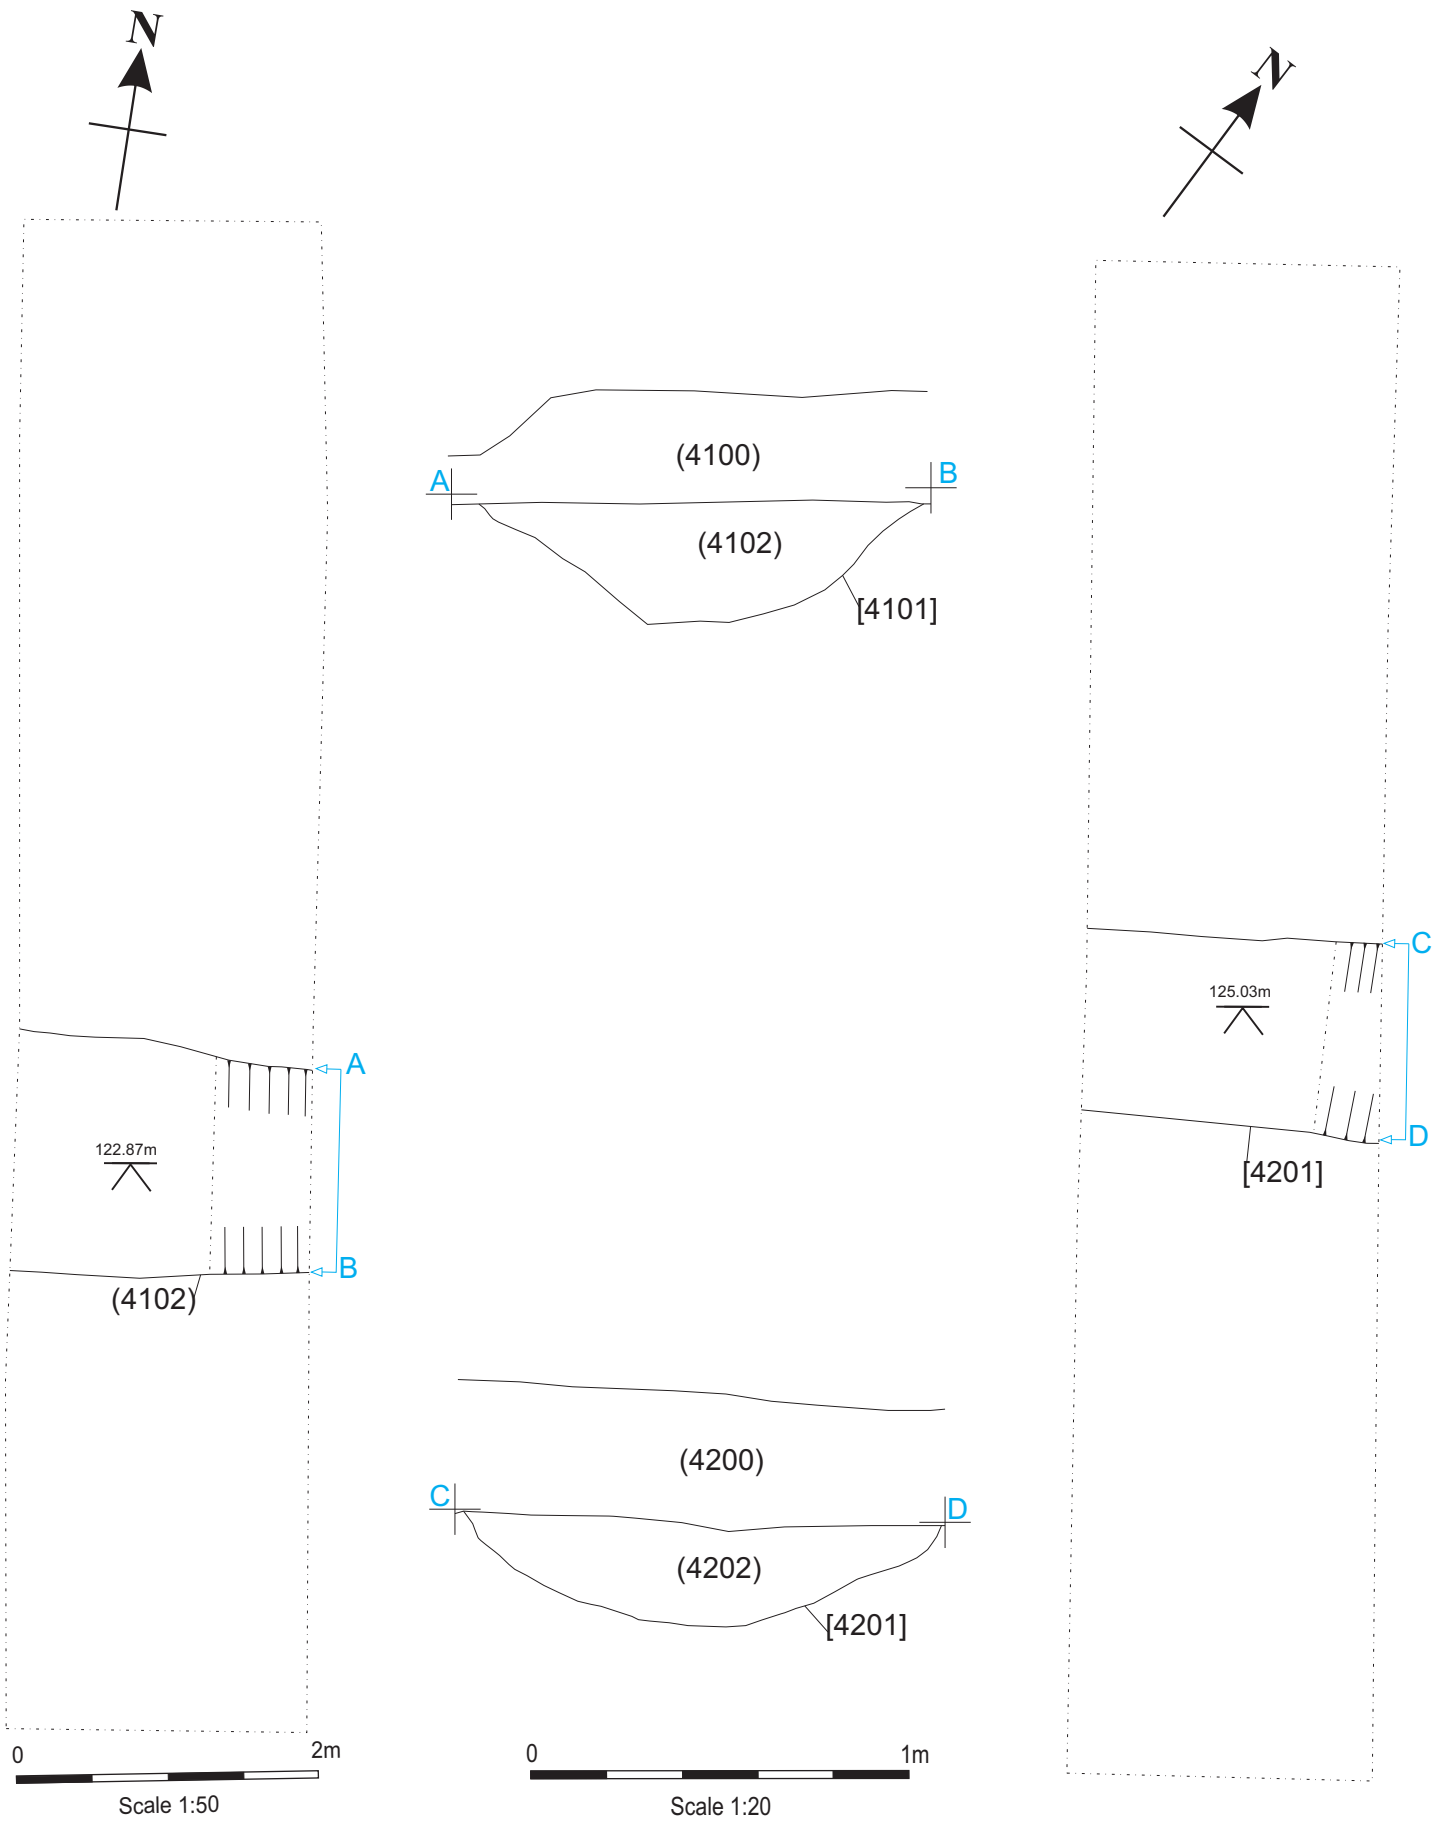 N
N
(4100)
A
B
(4102)
[4101]
C
125.03m
A
D
122.87m
[4201]
B
(4102)
(4200)
C
D
(4202)
[4201]
0
2m
0
1m
Scale 1:50
Scale 1:20